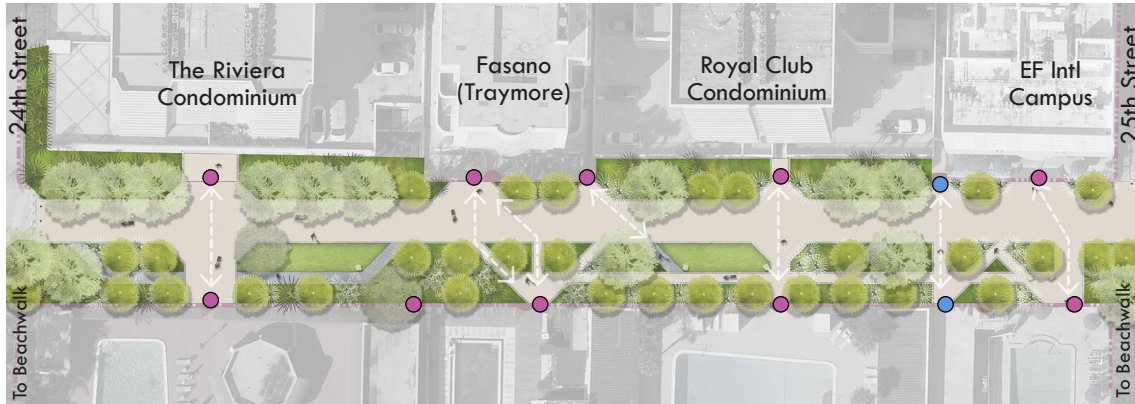 24th Street
The Riviera
Condominium
Fasano
(Traymore)
Royal Club
Condominium
EF Intl
Campus
25th Street
To Beachwalk
To Beachwalk